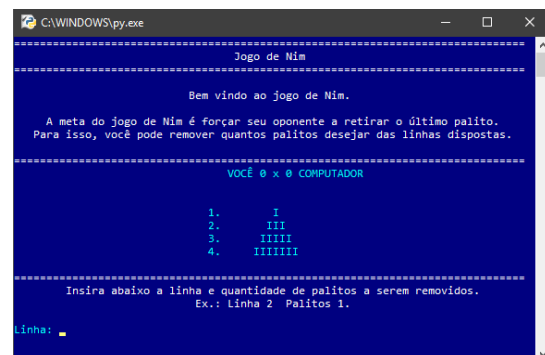 C:\WINDOWS\py.exe
================================================================================
Jogo de Nim
================================================================================
Bem vindo ao jogo de Nim.
A meta do jogo de Nim é forçar seu oponente a retirar o último palito.
Para isso, você pode remover quantos palitos desejar das linhas dispostas.
================================================================================
VOCÊ 0 x 0 COMPUTADOR
1. I
2. III
3. IIIII
4. IIIIIII
================================================================================
Insira abaixo a linha e quantidade de palitos a serem removidos.
Ex.: Linha 2 Palitos 1.
Linha: _